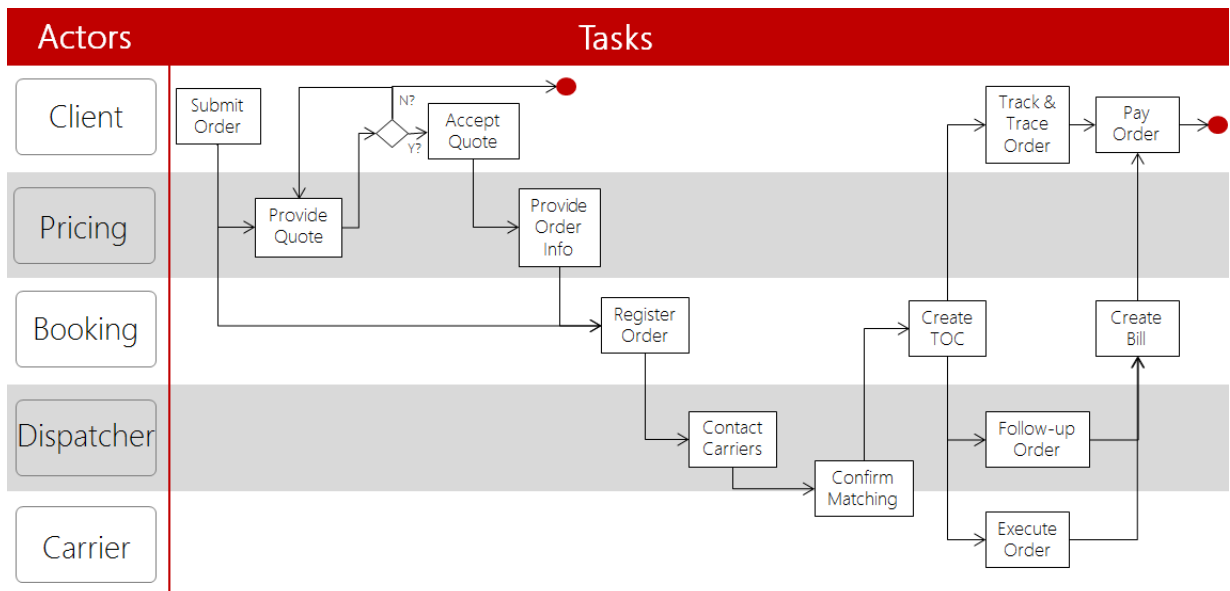 Actors
Tasks
Client
Submit
Order
N?
Y?
Accept
Quote
Track &
Trace
Order
Pay
Order
Pricing
Provide
Quote
Provide
Order
Info
Booking
Register
Order
Create
TOC
Create
Bill
Dispatcher
Contact
Carriers
Confirm
Matching
Follow-up
Order
Carrier
Execute
Order